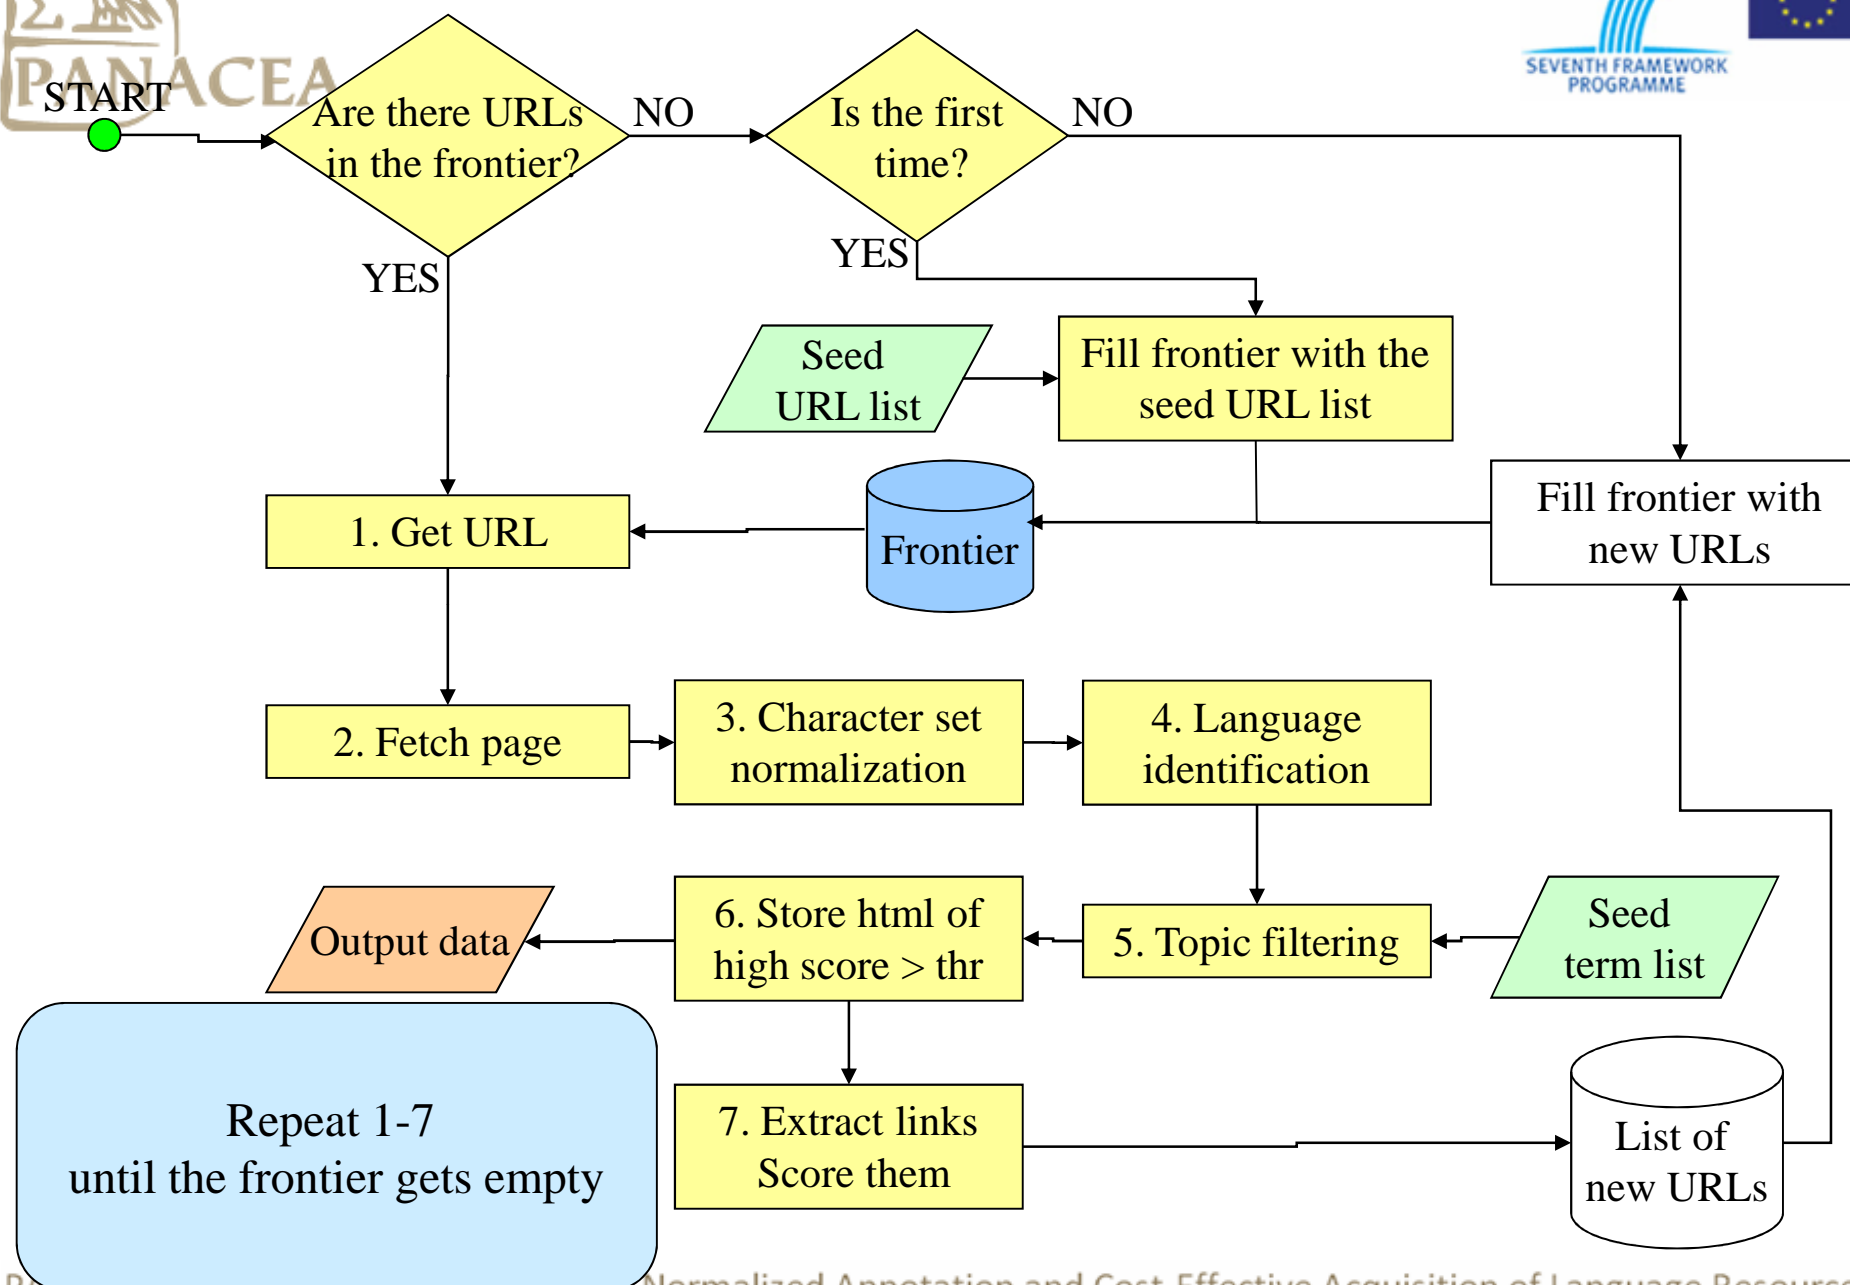 PANACEA
SEVENTH FRAMEWORK
PROGRAMME
START
Are there URLs
in the frontier?
NO
Is the first
time?
NO
YES
YES
Seed
URL list
Fill frontier with the
seed URL list
Fill frontier with
new URLs
1. Get URL
Frontier
2. Fetch page
3. Character set
normalization
4. Language
identification
Output data
6. Store html of
high score > thr
5. Topic filtering
Seed
term list
Repeat 1-7
until the frontier gets empty
7. Extract links
Score them
List of
new URLs
Normalized Annotation and Cost-Effective Acquisition of Language Resource